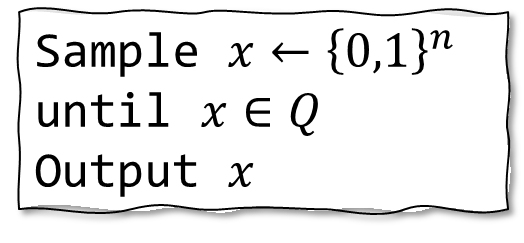 Sample x ← {0,1}ⁿ
until x ∈ Q
Output x